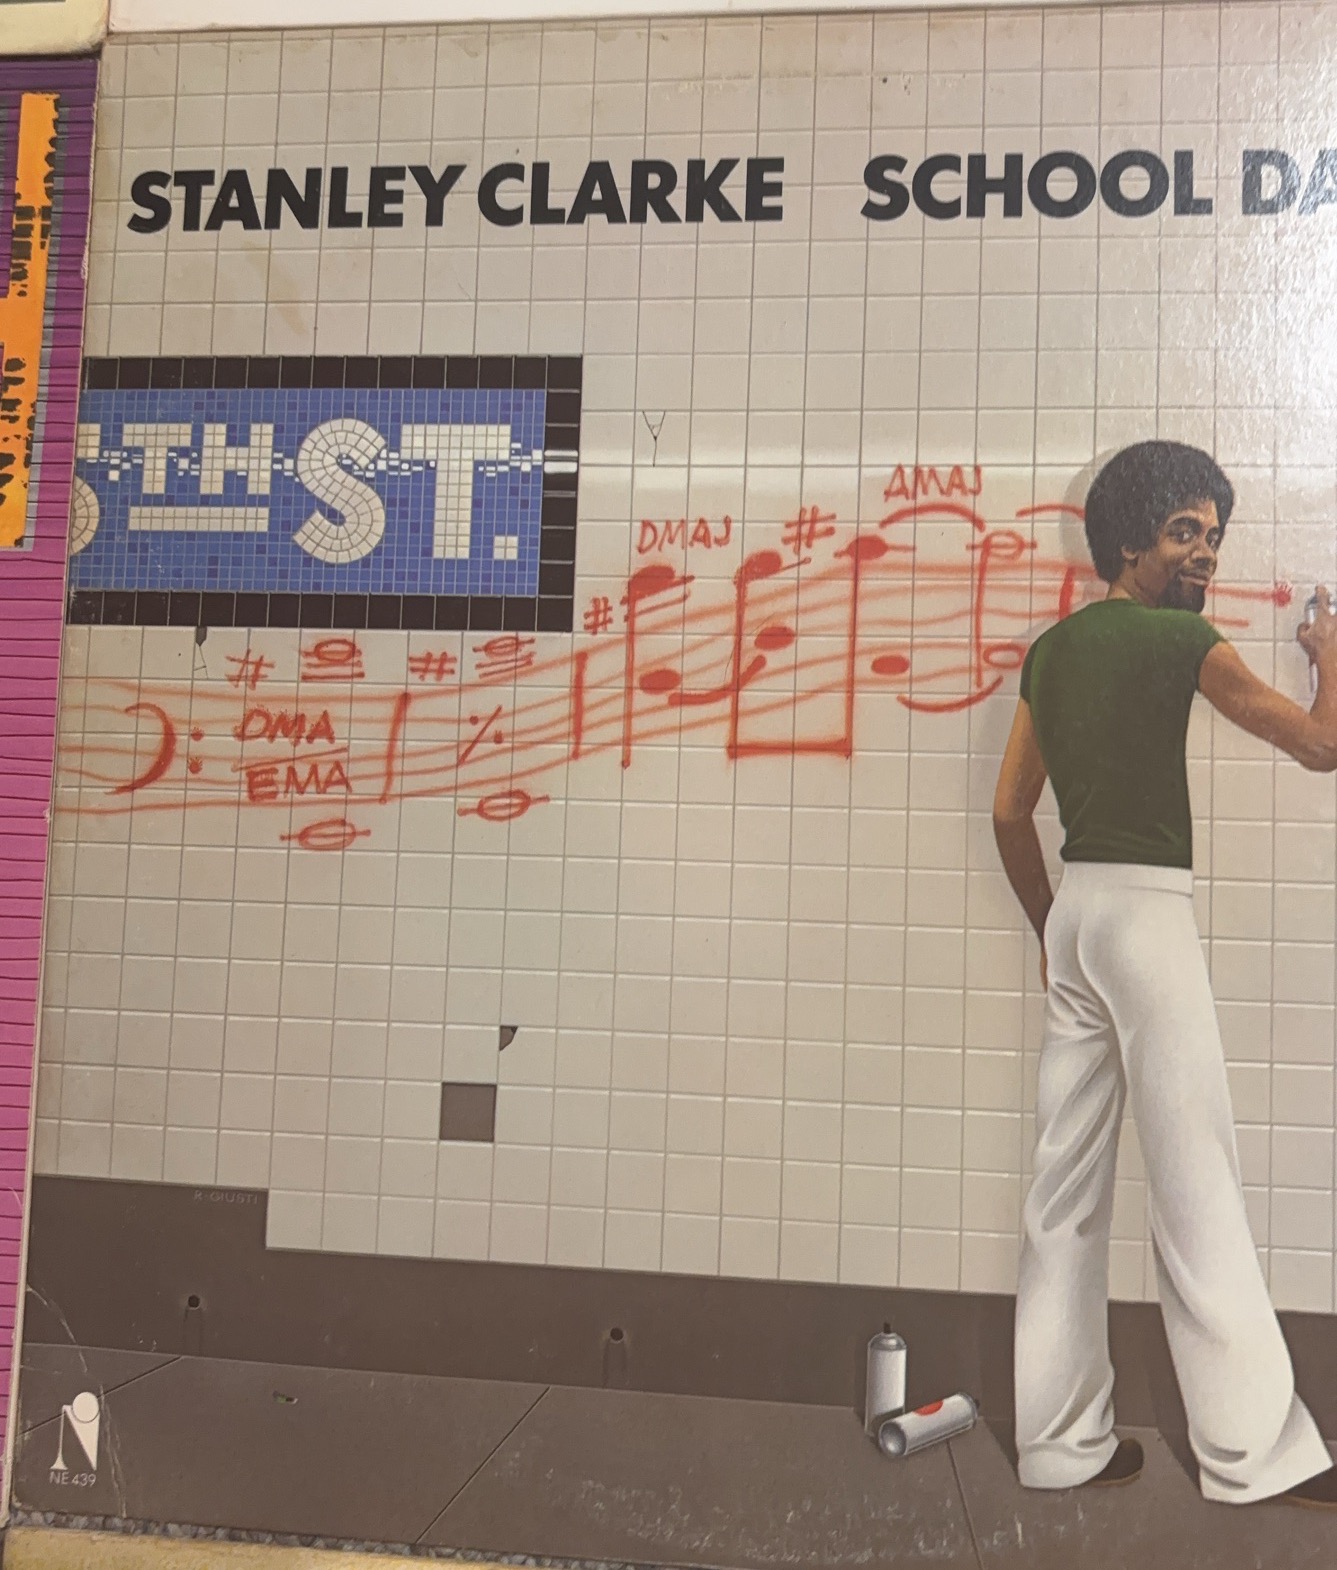 STANLEY CLARKE SCHOOL DA
TH ST.
AMAJ
DMAJ
DMA
EMA
R·GIUSTI
N
NE 439